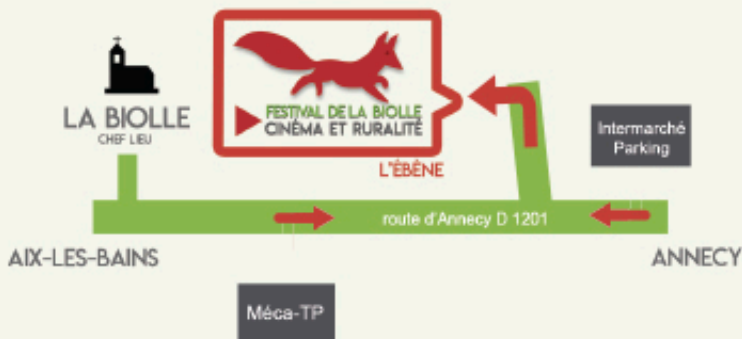 LA BIOLLE
CHEF LIEU
FESTIVAL DE LA BIOLLE
CINÉMA ET RURALITÉ
L'ÉBÈNE
Intermarché
Parking
route d'Annecy D 1201
AIX-LES-BAINS
ANNECY
Méca-TP